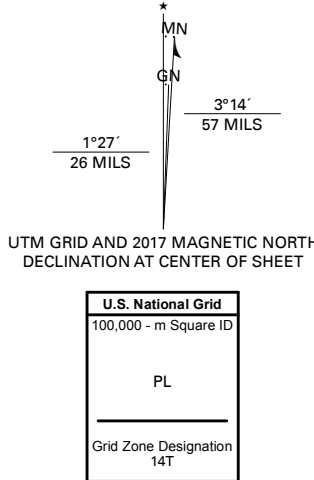 MN
GN
3°14´
57 MILS
1°27´
26 MILS
UTM GRID AND 2017 MAGNETIC NORTH
DECLINATION AT CENTER OF SHEET
U.S. National Grid
100,000 - m Square ID
PL
Grid Zone Designation
14T